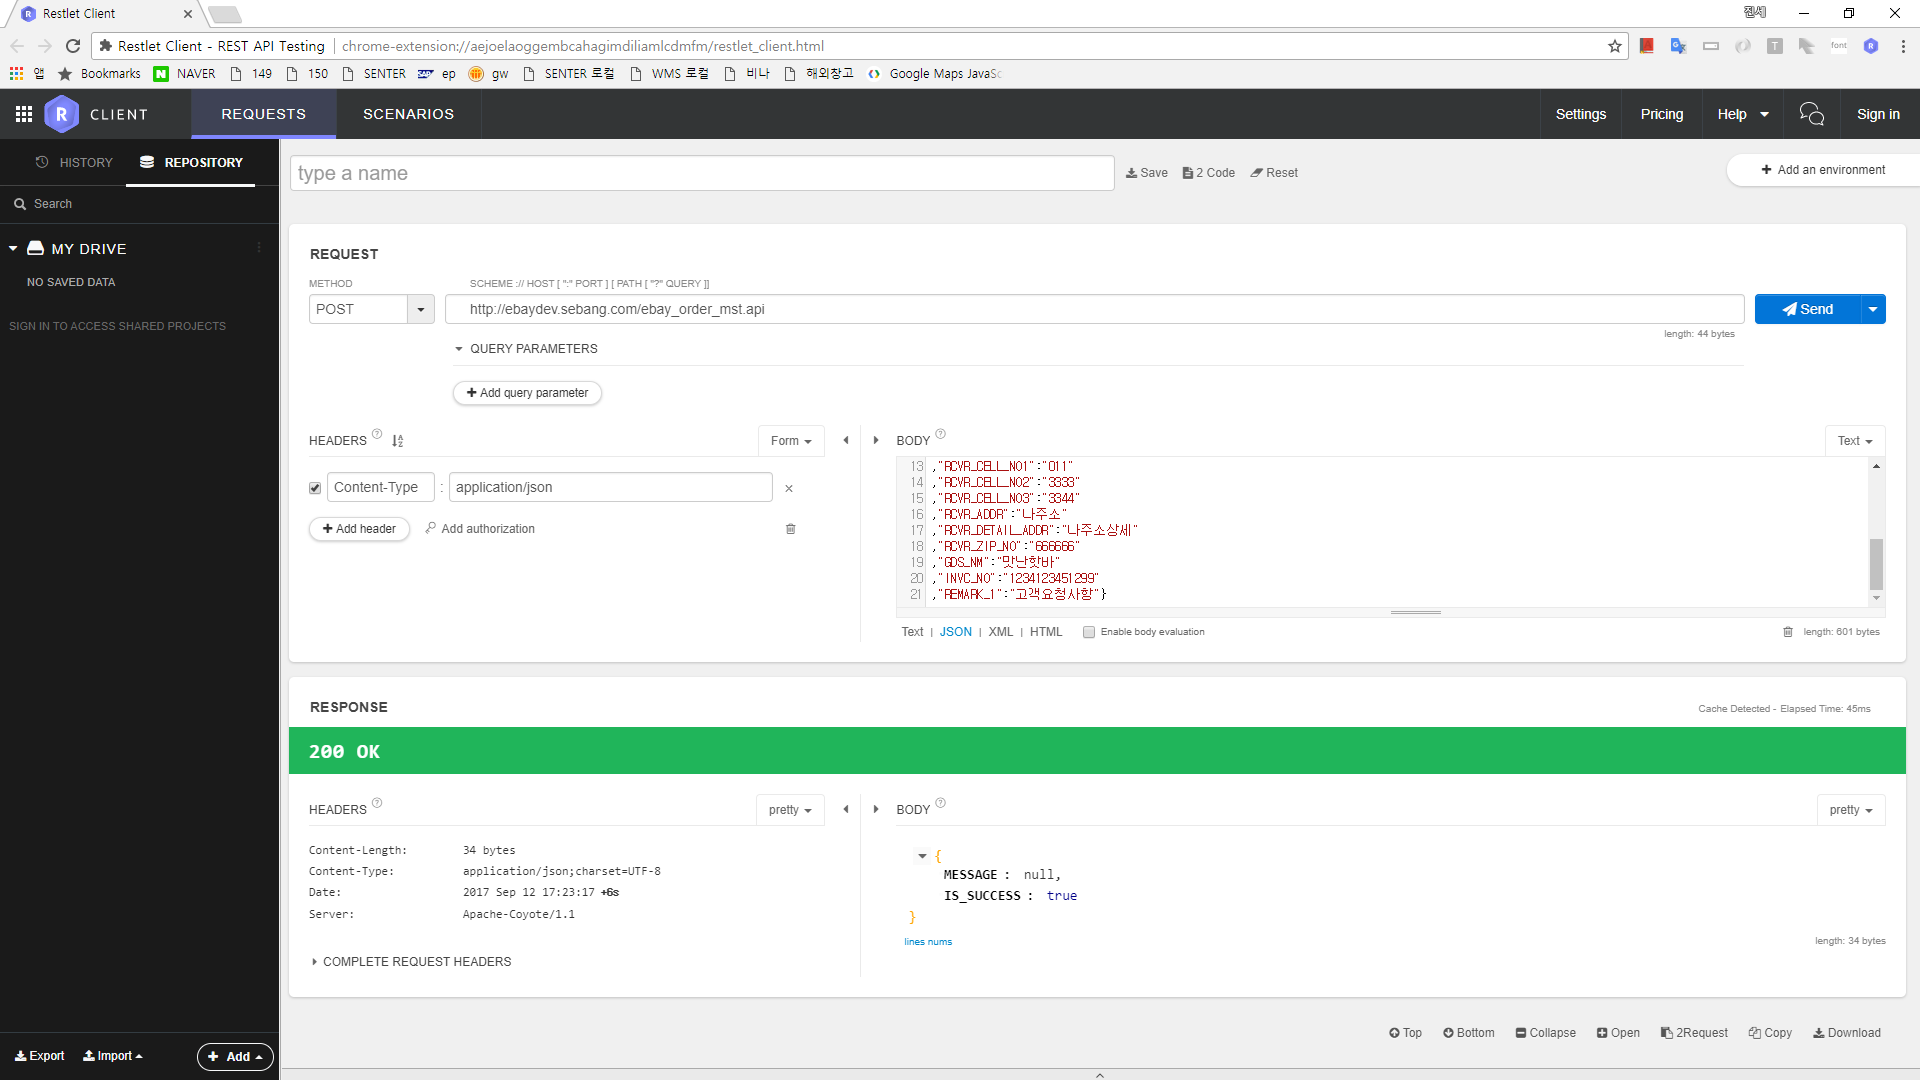 Restlet Client
전세
Restlet Client - REST API Testing
chrome-extension://aejoelaoggembcahagimdiliamlcdmfm/restlet_client.html
앱 Bookmarks NAVER 149 150 SENTER ep gw SENTER 로컬 WMS 로컬 비나 해외창고 Google Maps JavaSc
R CLIENT REQUESTS SCENARIOS Settings Pricing Help Sign in
HISTORY REPOSITORY
Search
MY DRIVE
NO SAVED DATA
SIGN IN TO ACCESS SHARED PROJECTS
type a name Save 2 Code Reset + Add an environment
REQUEST
METHOD SCHEME :// HOST [ ":" PORT ] [ PATH [ "?" QUERY ]]
POST http://ebaydev.sebang.com/ebay_order_mst.api Send
length: 44 bytes
QUERY PARAMETERS
+ Add query parameter
HEADERS ? Form
Content-Type : application/json ×
+ Add header Add authorization
BODY ? Text
13 ,"RCVR_CELL_NO1":"011"
14 ,"RCVR_CELL_NO2":"3333"
15 ,"RCVR_CELL_NO3":"3344"
16 ,"RCVR_ADDR":"나주소"
17 ,"RCVR_DETAIL_ADDR":"나주소상세"
18 ,"RCVR_ZIP_NO":"666666"
19 ,"GDS_NM":"맛난핫바"
20 ,"INVC_NO":"1234123451299"
21 ,"REMARK_1":"고객요청사항"}
Text | JSON | XML | HTML Enable body evaluation length: 601 bytes
RESPONSE
Cache Detected - Elapsed Time: 45ms
200 OK
HEADERS ? pretty
Content-Length: 34 bytes
Content-Type: application/json;charset=UTF-8
Date: 2017 Sep 12 17:23:17 +6s
Server: Apache-Coyote/1.1
COMPLETE REQUEST HEADERS
BODY ? pretty
{
MESSAGE : null,
IS_SUCCESS : true
}
lines nums length: 34 bytes
Top Bottom Collapse Open 2Request Copy Download
Export Import + Add